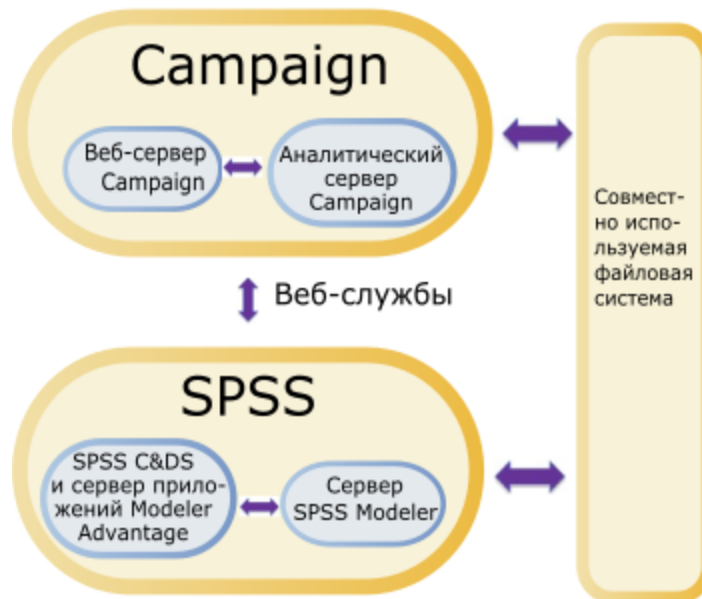 Campaign
Веб-сервер
Campaign
Аналитический
сервер
Campaign
Совмест-
но испо-
льзуемая
файловая
система
Веб-службы
SPSS
SPSS C&DS
и сервер прило-
жений Modeler
Advantage
Сервер
SPSS Modeler